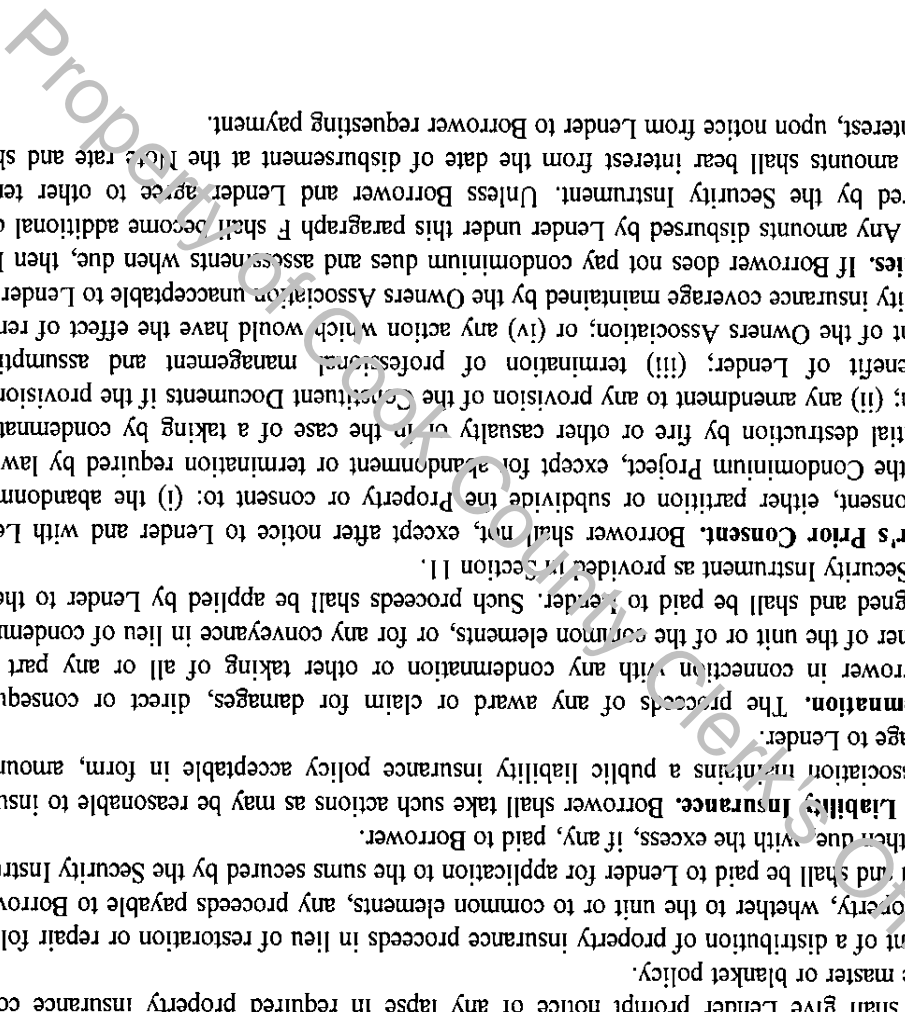 shall give Lender prompt notice of any lapse in required property insurance co
master or blanket policy.
nt of a distribution of property insurance proceeds in lieu of restoration or repair fol
operty, whether to the unit or to common elements, any proceeds payable to Borrow
and shall be paid to Lender for application to the sums secured by the Security Instr
then due, with the excess, if any, paid to Borrower.
Liability Insurance. Borrower shall take such actions as may be reasonable to insu
ssociation maintains a public liability insurance policy acceptable in form, amoun
age to Lender.
mnation. The proceeds of any award or claim for damages, direct or consequ
rrower in connection with any condemnation or other taking of all or any part
her of the unit or of the common elements, or for any conveyance in lieu of condemn
gned and shall be paid to Lender. Such proceeds shall be applied by Lender to the
Security Instrument as provided in Section 11.
r's Prior Consent. Borrower shall not, except after notice to Lender and with Le
onsent, either partition or subdivide the Property or consent to: (i) the abandonm
the Condominium Project, except for abandonment or termination required by law
tial destruction by fire or other casualty or in the case of a taking by condemnat
n; (ii) any amendment to any provision of the Constituent Documents if the provision
enefit of Lender; (iii) termination of professional management and assumpti
nt of the Owners Association; or (iv) any action which would have the effect of ren
ity insurance coverage maintained by the Owners Association unacceptable to Lender
ies. If Borrower does not pay condominium dues and assessments when due, then
Any amounts disbursed by Lender under this paragraph F shall become additional
red by the Security Instrument. Unless Borrower and Lender agree to other ter
amounts shall bear interest from the date of disbursement at the Note rate and sh
nterest, upon notice from Lender to Borrower requesting payment.
Property of Cook County Clerk's Off